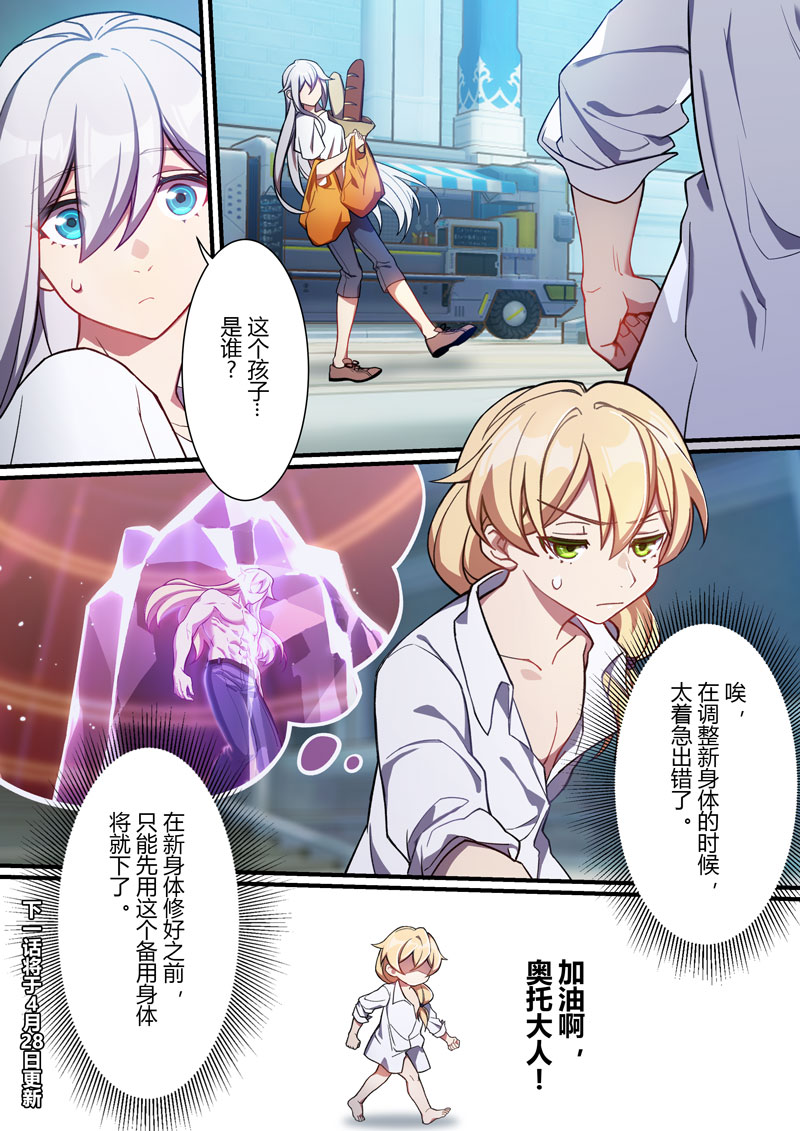 这个孩子…
是谁？
唉，
在调整新身体的时候，
太着急出错了。
在新身体修好之前，
只能先用这个备用身体
将就下了。
加油啊，
奥托大人！
下一话将于4月28日更新